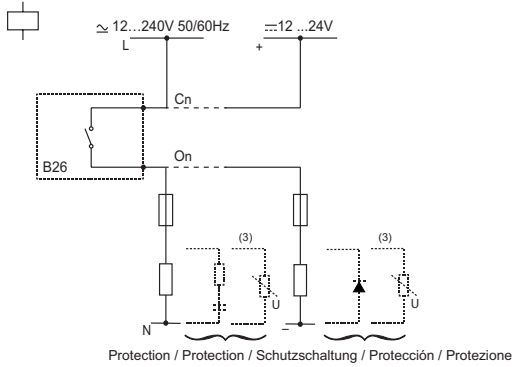 ≃ 12...240V 50/60Hz
⎓12 ...24V
L
+
Cn
B26
On
(3)
(3)
U
U
N
–
Protection / Protection / Schutzschaltung / Protección / Protezione